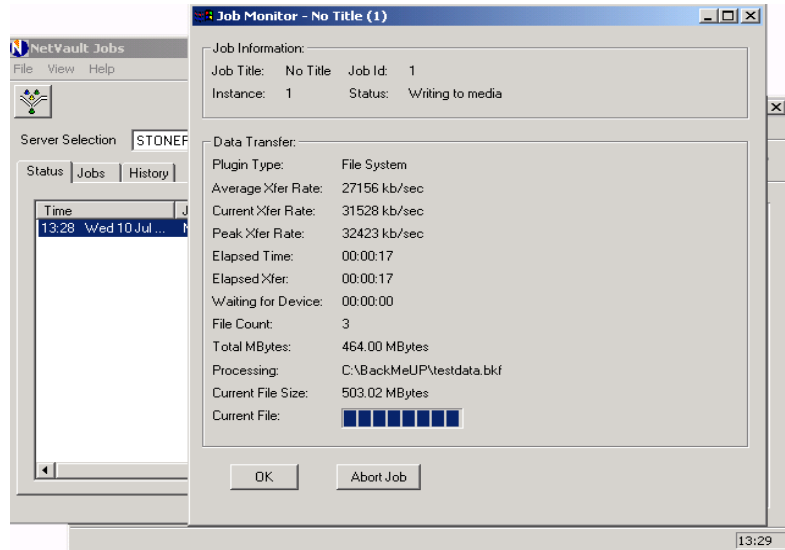 Job Monitor - No Title (1)
NetVault Jobs
File View Help
Server Selection STONEF
Status Jobs History
Time J
13:28 Wed 10 Jul ...
Job Information:
Job Title: No Title Job Id: 1
Instance: 1 Status: Writing to media
Data Transfer:
Plugin Type: File System
Average Xfer Rate: 27156 kb/sec
Current Xfer Rate: 31528 kb/sec
Peak Xfer Rate: 32423 kb/sec
Elapsed Time: 00:00:17
Elapsed Xfer: 00:00:17
Waiting for Device: 00:00:00
File Count: 3
Total MBytes: 464.00 MBytes
Processing: C:\BackMeUP\testdata.bkf
Current File Size: 503.02 MBytes
Current File:
OK Abort Job
13:29